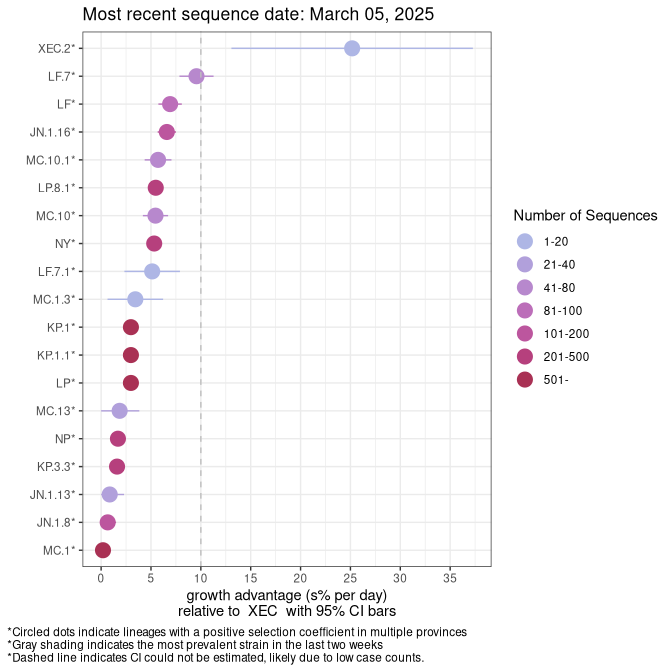 Most recent sequence date: March 05, 2025
XEC.2*
LF.7*
LF*
JN.1.16*
MC.10.1*
LP.8.1*
MC.10*
NY*
LF.7.1*
MC.1.3*
KP.1*
KP.1.1*
LP*
MC.13*
NP*
KP.3.3*
JN.1.13*
JN.1.8*
MC.1*
0 5 10 15 20 25 30 35
growth advantage (s% per day)
relative to XEC with 95% CI bars
Number of Sequences
1-20
21-40
41-80
81-100
101-200
201-500
501-
*Circled dots indicate lineages with a positive selection coefficient in multiple provinces
*Gray shading indicates the most prevalent strain in the last two weeks
*Dashed line indicates CI could not be estimated, likely due to low case counts.